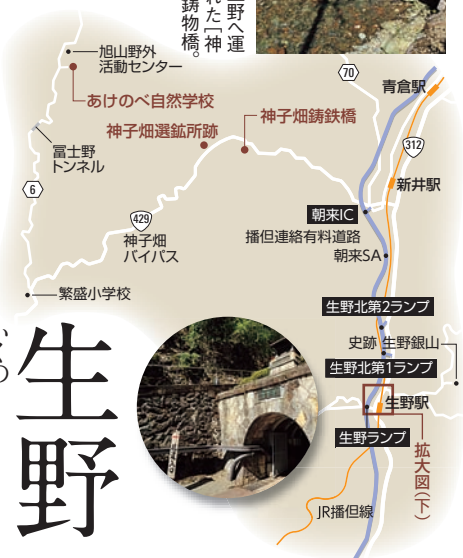 生野へ運
れた［神
鋳物橋。
旭山野外
活動センター
70
青倉駅
あけのべ自然学校
神子畑鋳鉄橋
神子畑選鉱所跡
312
冨士野
トンネル
新井駅
6
朝来IC
429
神子畑
バイパス
播但連絡有料道路
朝来SA
繁盛小学校
生野北第2ランプ
史跡 生野銀山
生野北第1ランプ
生野
生野駅
生野ランプ
拡大図(下)
JR播但線